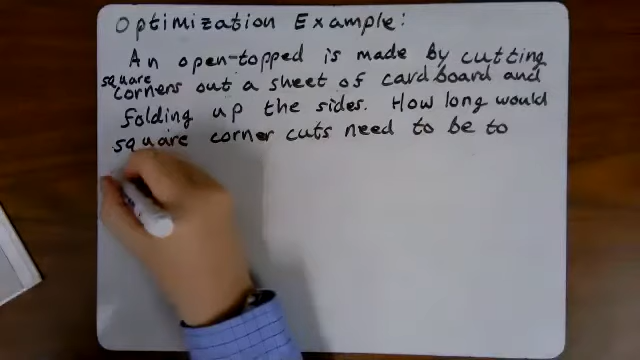 Optimization Example:
An open-topped is made by cutting
square
corners out a sheet of cardboard and
folding up the sides. How long would
square corner cuts need to be to